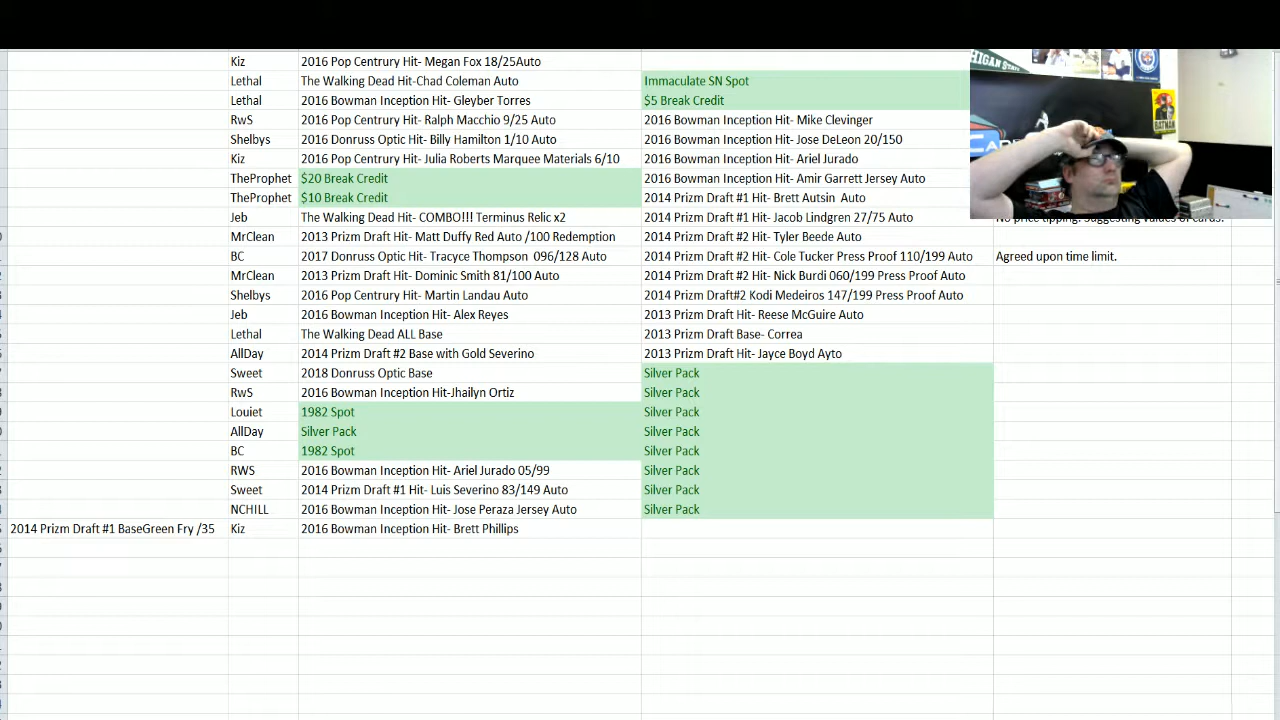 Kiz 2016 Pop Centrury Hit- Megan Fox 18/25Auto
Lethal The Walking Dead Hit-Chad Coleman Auto Immaculate SN Spot
Lethal 2016 Bowman Inception Hit- Gleyber Torres $5 Break Credit
RwS 2016 Pop Centrury Hit- Ralph Macchio 9/25 Auto 2016 Bowman Inception Hit- Mike Clevinger
Shelbys 2016 Donruss Optic Hit- Billy Hamilton 1/10 Auto 2016 Bowman Inception Hit- Jose DeLeon 20/150
Kiz 2016 Pop Centrury Hit- Julia Roberts Marquee Materials 6/10 2016 Bowman Inception Hit- Ariel Jurado
TheProphet $20 Break Credit 2016 Bowman Inception Hit- Amir Garrett Jersey Auto
TheProphet $10 Break Credit 2014 Prizm Draft #1 Hit- Brett Autsin Auto
Jeb The Walking Dead Hit- COMBO!!! Terminus Relic x2 2014 Prizm Draft #1 Hit- Jacob Lindgren 27/75 Auto No price tipping. Suggesting values of cards.
MrClean 2013 Prizm Draft Hit- Matt Duffy Red Auto /100 Redemption 2014 Prizm Draft #2 Hit- Tyler Beede Auto
BC 2017 Donruss Optic Hit- Tracyce Thompson 096/128 Auto 2014 Prizm Draft #2 Hit- Cole Tucker Press Proof 110/199 Auto Agreed upon time limit.
MrClean 2013 Prizm Draft Hit- Dominic Smith 81/100 Auto 2014 Prizm Draft #2 Hit- Nick Burdi 060/199 Press Proof Auto
Shelbys 2016 Pop Centrury Hit- Martin Landau Auto 2014 Prizm Draft#2 Kodi Medeiros 147/199 Press Proof Auto
Jeb 2016 Bowman Inception Hit- Alex Reyes 2013 Prizm Draft Hit- Reese McGuire Auto
Lethal The Walking Dead ALL Base 2013 Prizm Draft Base- Correa
AllDay 2014 Prizm Draft #2 Base with Gold Severino 2013 Prizm Draft Hit- Jayce Boyd Ayto
Sweet 2018 Donruss Optic Base Silver Pack
RwS 2016 Bowman Inception Hit-Jhailyn Ortiz Silver Pack
Louiet 1982 Spot Silver Pack
AllDay Silver Pack Silver Pack
BC 1982 Spot Silver Pack
RWS 2016 Bowman Inception Hit- Ariel Jurado 05/99 Silver Pack
Sweet 2014 Prizm Draft #1 Hit- Luis Severino 83/149 Auto Silver Pack
NCHILL 2016 Bowman Inception Hit- Jose Peraza Jersey Auto Silver Pack
2014 Prizm Draft #1 BaseGreen Fry /35 Kiz 2016 Bowman Inception Hit- Brett Phillips